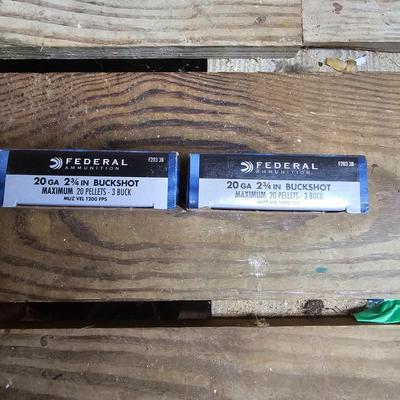 FEDERAL
AMMUNITION
F203 3B
20 GA 2¾ IN BUCKSHOT
MAXIMUM 20 PELLETS - 3 BUCK
MUZ VEL 1200 FPS
FEDERAL
AMMUNITION
F203 3B
20 GA 2¾ IN BUCKSHOT
MAXIMUM 20 PELLETS - 3 BUCK
MUZ VEL 1200 FPS